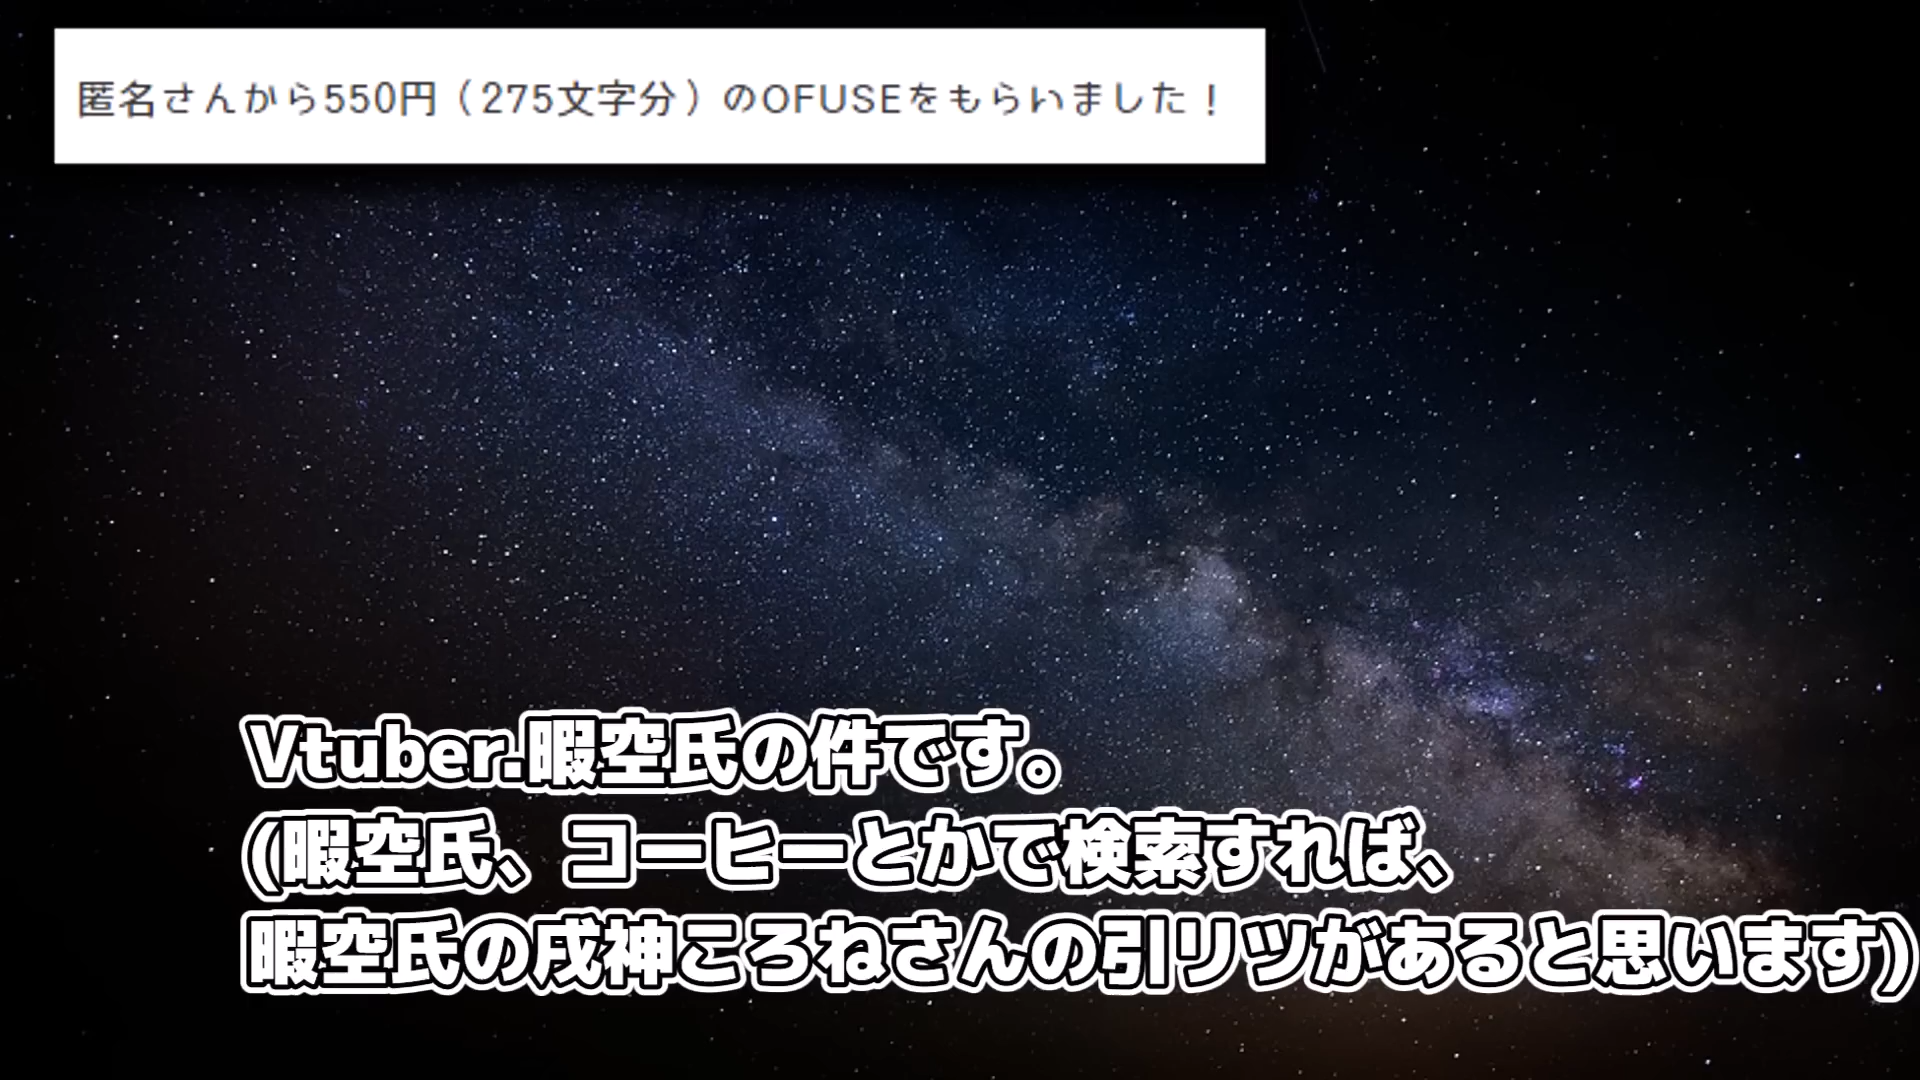 匿名さんから550円（275文字分）のOFUSEをもらいました！
Vtuber.暇空氏の件です。
(暇空氏、コーヒーとかで検索すれば、
暇空氏の戌神ころねさんの引リツがあると思います)